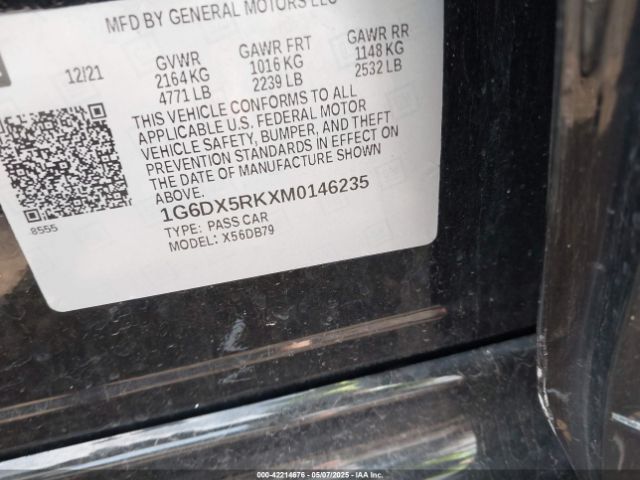 MFD BY GENERAL MOTORS LLC
12/21 GVWR GAWR FRT GAWR RR
2164 KG 1016 KG 1148 KG
4771 LB 2239 LB 2532 LB
THIS VEHICLE CONFORMS TO ALL
APPLICABLE U.S. FEDERAL MOTOR
VEHICLE SAFETY, BUMPER, AND THEFT
PREVENTION STANDARDS IN EFFECT ON
THE DATE OF MANUFACTURE SHOWN
ABOVE.
8555 1G6DX5RKXM0146235
TYPE: PASS CAR
MODEL: X56DB79
000-42214676 | 05/07/2025 | IAA Inc.